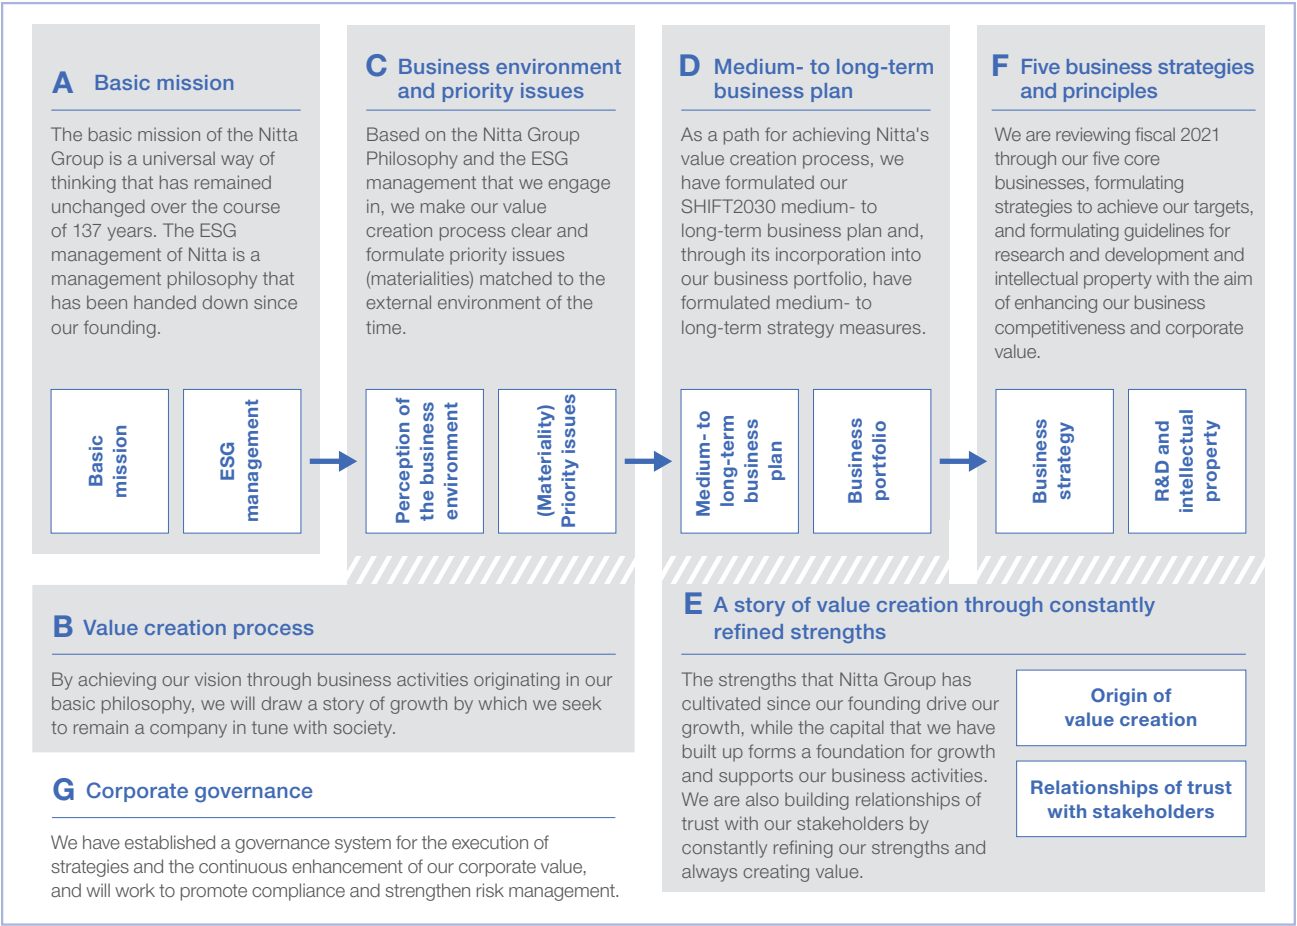 A Basic mission
The basic mission of the Nitta
Group is a universal way of
thinking that has remained
unchanged over the course
of 137 years. The ESG
management of Nitta is a
management philosophy that
has been handed down since
our founding.
Basic
mission
ESG
management
B Value creation process
By achieving our vision through business activities originating in our
basic philosophy, we will draw a story of growth by which we seek
to remain a company in tune with society.
C Business environment
and priority issues
Based on the Nitta Group
Philosophy and the ESG
management that we engage
in, we make our value
creation process clear and
formulate priority issues
(materialities) matched to the
external environment of the
time.
Perception of
the business
environment
(Materiality)
Priority issues
D Medium- to long-term
business plan
As a path for achieving Nitta's
value creation process, we
have formulated our
SHIFT2030 medium- to
long-term business plan and,
through its incorporation into
our business portfolio, have
formulated medium- to
long-term strategy measures.
Medium- to
long-term
business
plan
Business
portfolio
E A story of value creation through constantly
refined strengths
The strengths that Nitta Group has
cultivated since our founding drive our
growth, while the capital that we have
built up forms a foundation for growth
and supports our business activities.
We are also building relationships of
trust with our stakeholders by
constantly refining our strengths and
always creating value.
Origin of
value creation
Relationships of trust
with stakeholders
F Five business strategies
and principles
We are reviewing fiscal 2021
through our five core
businesses, formulating
strategies to achieve our targets,
and formulating guidelines for
research and development and
intellectual property with the aim
of enhancing our business
competitiveness and corporate
value.
Business
strategy
R&D and
intellectual
property
G Corporate governance
We have established a governance system for the execution of
strategies and the continuous enhancement of our corporate value,
and will work to promote compliance and strengthen risk management.